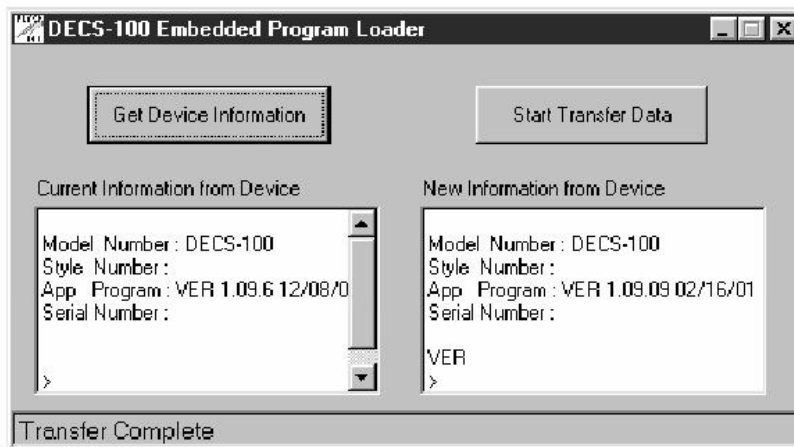 DECS-100 Embedded Program Loader
Get Device Information
Start Transfer Data
Current Information from Device
New Information from Device
Model Number : DECS-100
Style Number :
App Program : VER 1.09.6 12/08/0
Serial Number :
>
Model Number : DECS-100
Style Number :
App Program : VER 1.09.09 02/16/01
Serial Number :
VER
>
Transfer Complete